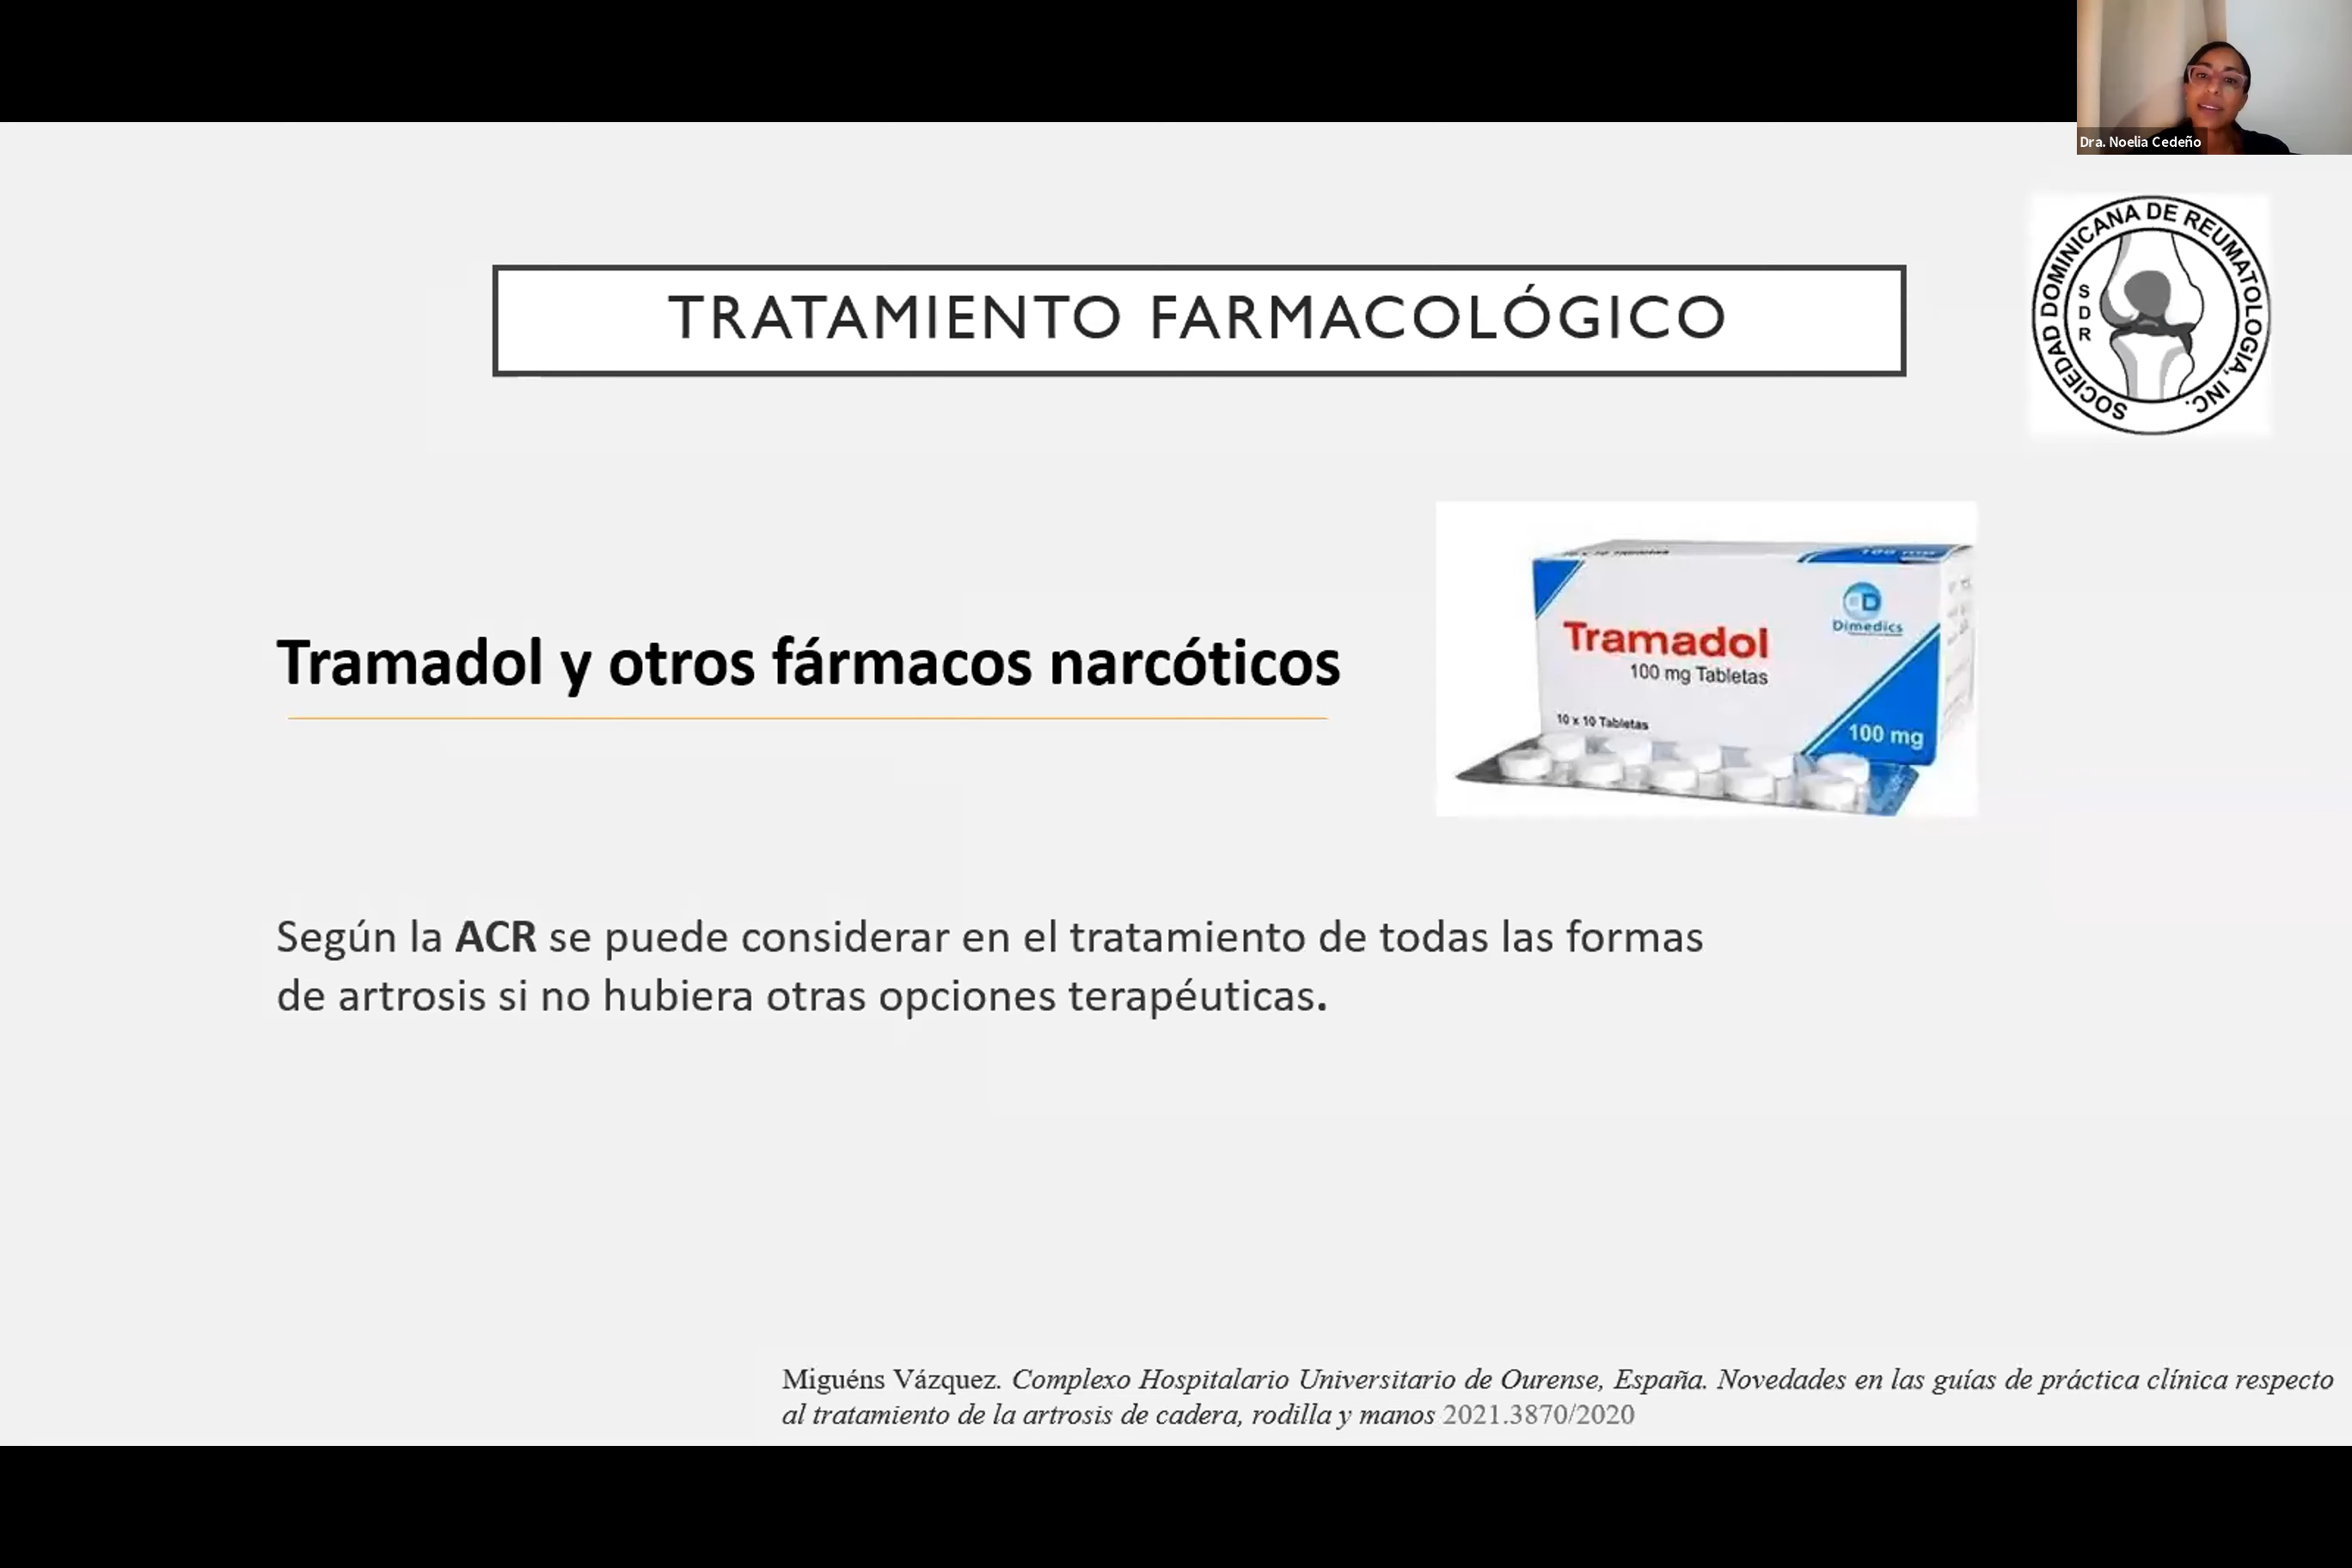 Dra. Noelia Cedeño
SOCIEDAD DOMINICANA DE REUMATOLOGIA, INC.
S
D
R
TRATAMIENTO FARMACOLÓGICO
Tramadol y otros fármacos narcóticos
100 mg
Dimedics
Tramadol
100 mg Tabletas
10 x 10 Tabletas
100 mg
Según la ACR se puede considerar en el tratamiento de todas las formas
de artrosis si no hubiera otras opciones terapéuticas.
Miguéns Vázquez. Complexo Hospitalario Universitario de Ourense, España. Novedades en las guías de práctica clínica respecto
al tratamiento de la artrosis de cadera, rodilla y manos 2021.3870/2020